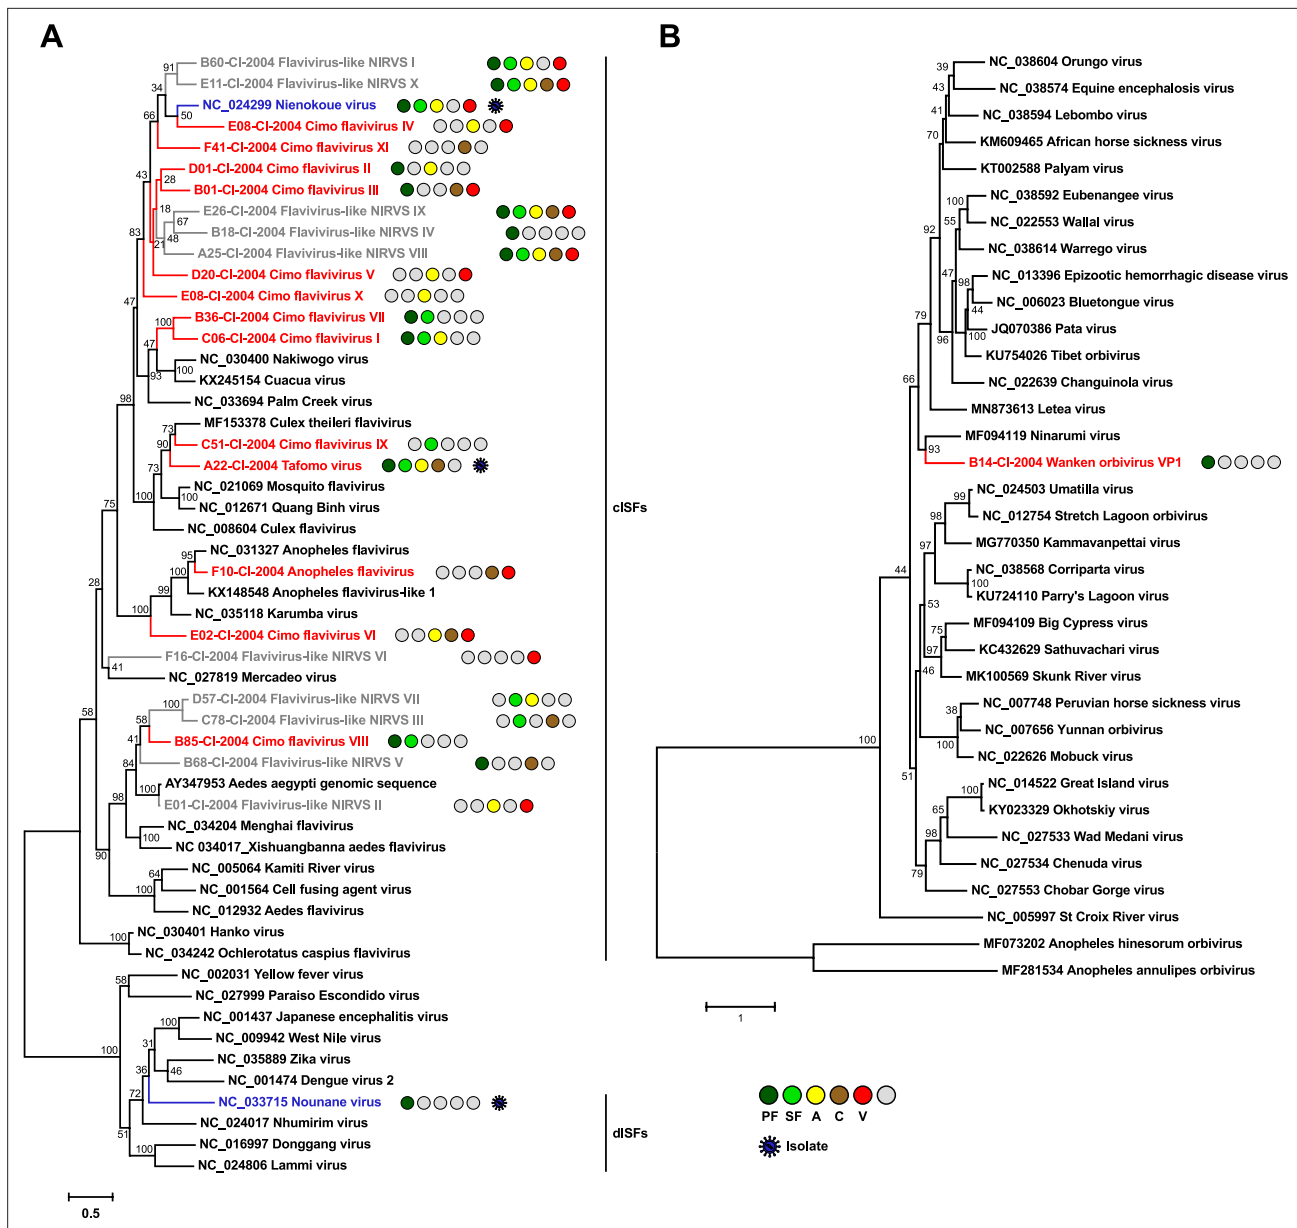 A
B60-CI-2004 Flavivirus-like NIRVS I
E11-CI-2004 Flavivirus-like NIRVS X
NC_024299 Nienokoue virus
E08-CI-2004 Cimo flavivirus IV
F41-CI-2004 Cimo flavivirus XI
D01-CI-2004 Cimo flavivirus II
B01-CI-2004 Cimo flavivirus III
E26-CI-2004 Flavivirus-like NIRVS IX
B18-CI-2004 Flavivirus-like NIRVS IV
A25-CI-2004 Flavivirus-like NIRVS VIII
D20-CI-2004 Cimo flavivirus V
E08-CI-2004 Cimo flavivirus X
B36-CI-2004 Cimo flavivirus VII
C06-CI-2004 Cimo flavivirus I
NC_030400 Nakiwogo virus
KX245154 Cuacua virus
NC_033694 Palm Creek virus
MF153378 Culex theileri flavivirus
C51-CI-2004 Cimo flavivirus IX
A22-CI-2004 Tafomo virus
NC_021069 Mosquito flavivirus
NC_012671 Quang Binh virus
NC_008604 Culex flavivirus
NC_031327 Anopheles flavivirus
F10-CI-2004 Anopheles flavivirus
KX148548 Anopheles flavivirus-like 1
NC_035118 Karumba virus
E02-CI-2004 Cimo flavivirus VI
F16-CI-2004 Flavivirus-like NIRVS VI
NC_027819 Mercadeo virus
D57-CI-2004 Flavivirus-like NIRVS VII
C78-CI-2004 Flavivirus-like NIRVS III
B85-CI-2004 Cimo flavivirus VIII
B68-CI-2004 Flavivirus-like NIRVS V
AY347953 Aedes aegypti genomic sequence
E01-CI-2004 Flavivirus-like NIRVS II
NC_034204 Menghai flavivirus
NC 034017_Xishuangbanna aedes flavivirus
NC_005064 Kamiti River virus
NC_001564 Cell fusing agent virus
NC_012932 Aedes flavivirus
NC_030401 Hanko virus
NC_034242 Ochlerotatus caspius flavivirus
NC_002031 Yellow fever virus
NC_027999 Paraiso Escondido virus
NC_001437 Japanese encephalitis virus
NC_009942 West Nile virus
NC_035889 Zika virus
NC_001474 Dengue virus 2
NC_033715 Nounane virus
NC_024017 Nhumirim virus
NC_016997 Donggang virus
NC_024806 Lammi virus
91
34
66
50
43
28
18
67
21
48
83
47
100
47
93
100
98
73
90
73
100
100
75
95
100
99
100
28
41
58
100
58
41
84
100
98
100
90
64
100
100
58
100
31
100
36
46
72
51
100
cISFs
dISFs
0.5
B
NC_038604 Orungo virus
NC_038574 Equine encephalosis virus
NC_038594 Lebombo virus
KM609465 African horse sickness virus
KT002588 Palyam virus
NC_038592 Eubenangee virus
NC_022553 Wallal virus
NC_038614 Warrego virus
NC_013396 Epizootic hemorrhagic disease virus
NC_006023 Bluetongue virus
JQ070386 Pata virus
KU754026 Tibet orbivirus
NC_022639 Changuinola virus
MN873613 Letea virus
MF094119 Ninarumi virus
B14-CI-2004 Wanken orbivirus VP1
NC_024503 Umatilla virus
NC_012754 Stretch Lagoon orbivirus
MG770350 Kammavanpettai virus
NC_038568 Corriparta virus
KU724110 Parry's Lagoon virus
MF094109 Big Cypress virus
KC432629 Sathuvachari virus
MK100569 Skunk River virus
NC_007748 Peruvian horse sickness virus
NC_007656 Yunnan orbivirus
NC_022626 Mobuck virus
NC_014522 Great Island virus
KY023329 Okhotskiy virus
NC_027533 Wad Medani virus
NC_027534 Chenuda virus
NC_027553 Chobar Gorge virus
NC_005997 St Croix River virus
MF073202 Anopheles hinesorum orbivirus
MF281534 Anopheles annulipes orbivirus
39
43
41
70
100
55
92
47
98
44
100
96
79
66
93
99
98
97
100
44
53
75
97
46
38
100
51
100
65
98
79
100
1
PF SF A C V
Isolate